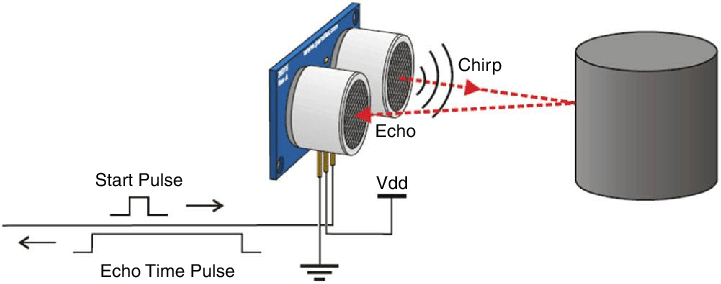 Chirp
Echo
Vdd
Start Pulse
Echo Time Pulse